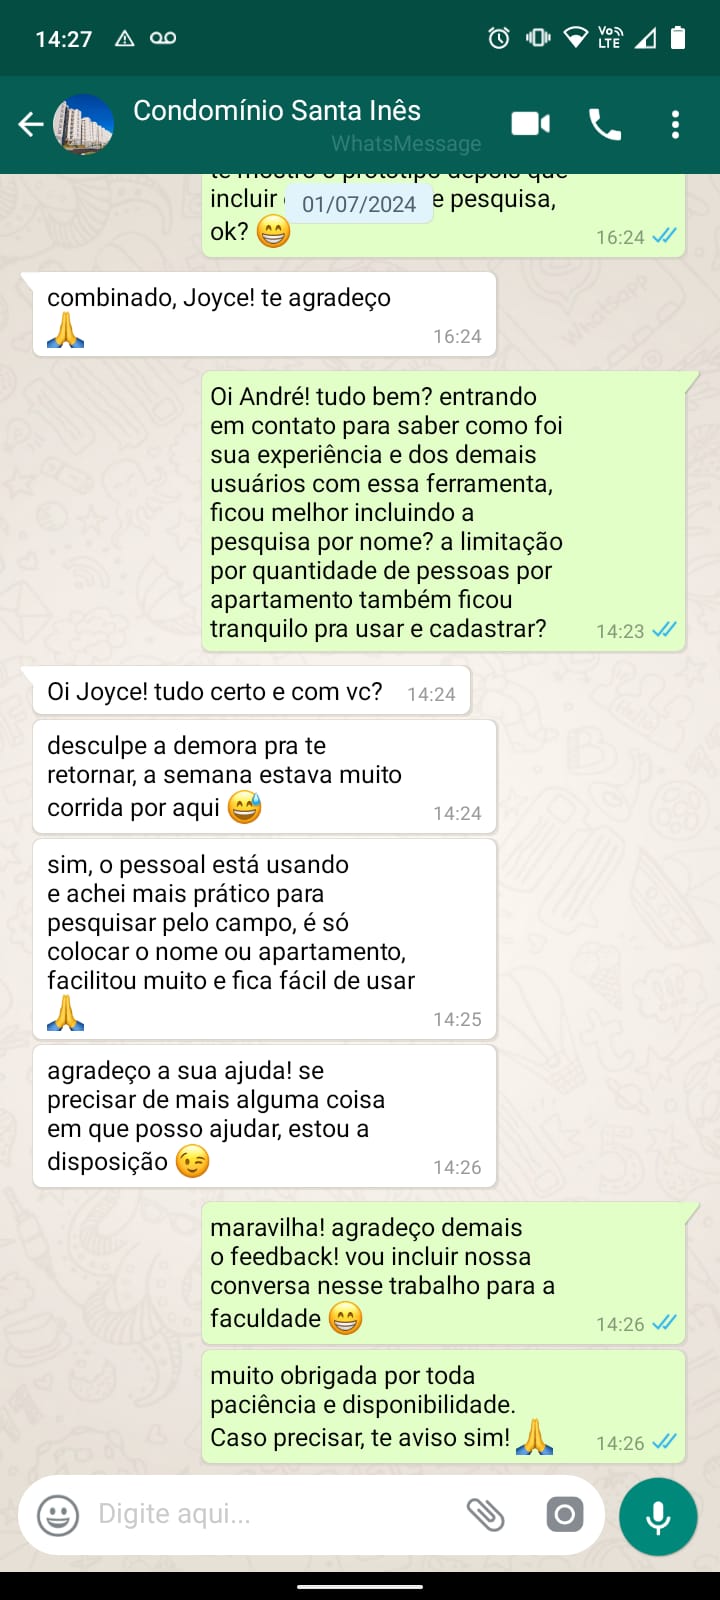 14:27
VoLTE
Condomínio Santa Inês
WhatsMessage
te mostro o protótipo depois que
incluir
e pesquisa,
01/07/2024
ok? 😁
16:24
combinado, Joyce! te agradeço
🙏
16:24
Oi André! tudo bem? entrando
em contato para saber como foi
sua experiência e dos demais
usuários com essa ferramenta,
ficou melhor incluindo a
pesquisa por nome? a limitação
por quantidade de pessoas por
apartamento também ficou
tranquilo pra usar e cadastrar?
14:23
Oi Joyce! tudo certo e com vc?
14:24
desculpe a demora pra te
retornar, a semana estava muito
corrida por aqui 😅
14:24
sim, o pessoal está usando
e achei mais prático para
pesquisar pelo campo, é só
colocar o nome ou apartamento,
facilitou muito e fica fácil de usar
🙏
14:25
agradeço a sua ajuda! se
precisar de mais alguma coisa
em que posso ajudar, estou a
disposição 😉
14:26
maravilha! agradeço demais
o feedback! vou incluir nossa
conversa nesse trabalho para a
faculdade 😁
14:26
muito obrigada por toda
paciência e disponibilidade.
Caso precisar, te aviso sim! 🙏
14:26
Digite aqui...